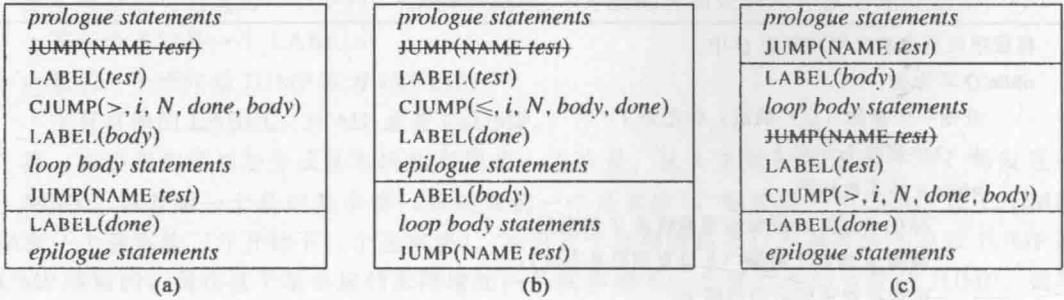 prologue statements
JUMP(NAME test)
LABEL(test)
CJUMP(>, i, N, done, body)
LABEL(body)
loop body statements
JUMP(NAME test)
LABEL(done)
epilogue statements
(a)
prologue statements
JUMP(NAME test)
LABEL(test)
CJUMP(⩽, i, N, body, done)
LABEL(done)
epilogue statements
LABEL(body)
loop body statements
JUMP(NAME test)
(b)
prologue statements
JUMP(NAME test)
LABEL(body)
loop body statements
JUMP(NAME test)
LABEL(test)
CJUMP(>, i, N, done, body)
LABEL(done)
epilogue statements
(c)